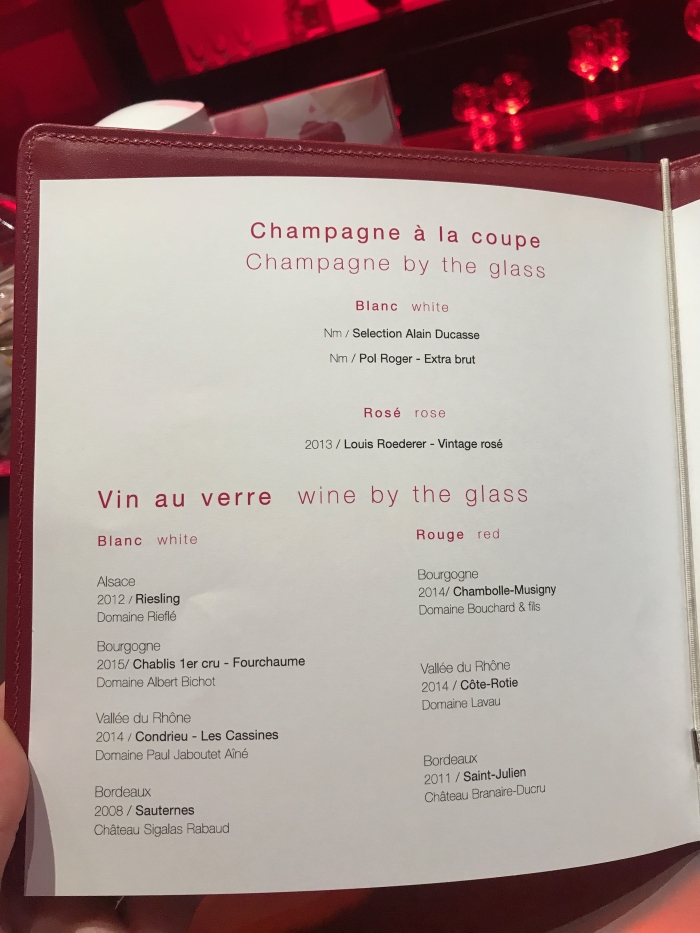 Champagne à la coupe
Champagne by the glass
Blanc white
Nm / Selection Alain Ducasse
Nm / Pol Roger - Extra brut
Rosé rose
2013 / Louis Roederer - Vintage rosé
Vin au verre wine by the glass
Blanc white
Alsace
2012 / Riesling
Domaine Rieflé
Bourgogne
2015/ Chablis 1er cru - Fourchaume
Domaine Albert Bichot
Vallée du Rhône
2014 / Condrieu - Les Cassines
Domaine Paul Jaboutet Aîné
Bordeaux
2008 / Sauternes
Château Sigalas Rabaud
Rouge red
Bourgogne
2014/ Chambolle-Musigny
Domaine Bouchard & fils
Vallée du Rhône
2014 / Côte-Rotie
Domaine Lavau
Bordeaux
2011 / Saint-Julien
Château Branaire-Ducru